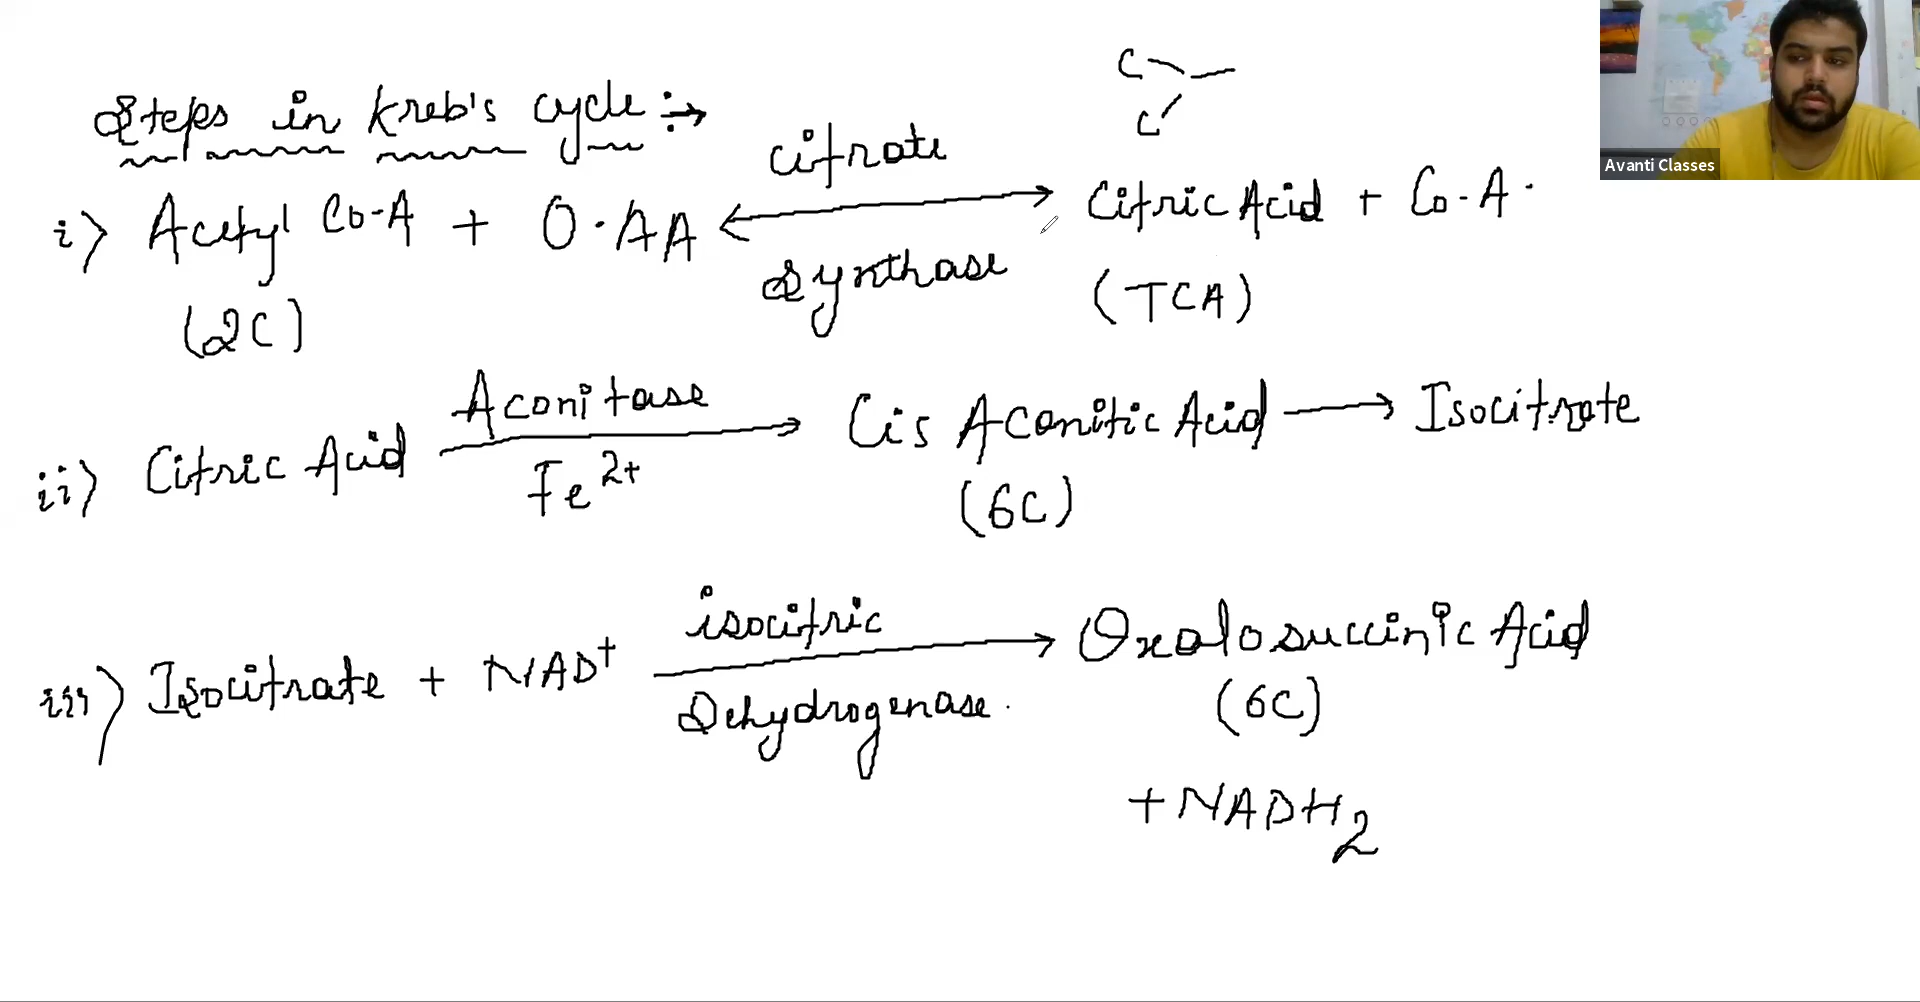 Steps in Kreb's cycle :→
C
C
i) Acetyl Co-A + O·AA ⟷ Citric Acid + Co-A.
citrate
synthase
(2C)
(TCA)
ii) Citric Acid → Cis Aconitic Acid → Isocitrate
Aconitase
Fe²⁺
(6C)
iii) Isocitrate + NAD⁺ → Oxalosuccinic Acid
isocitric
Dehydrogenase.
(6C)
+ NADH₂
Avanti Classes